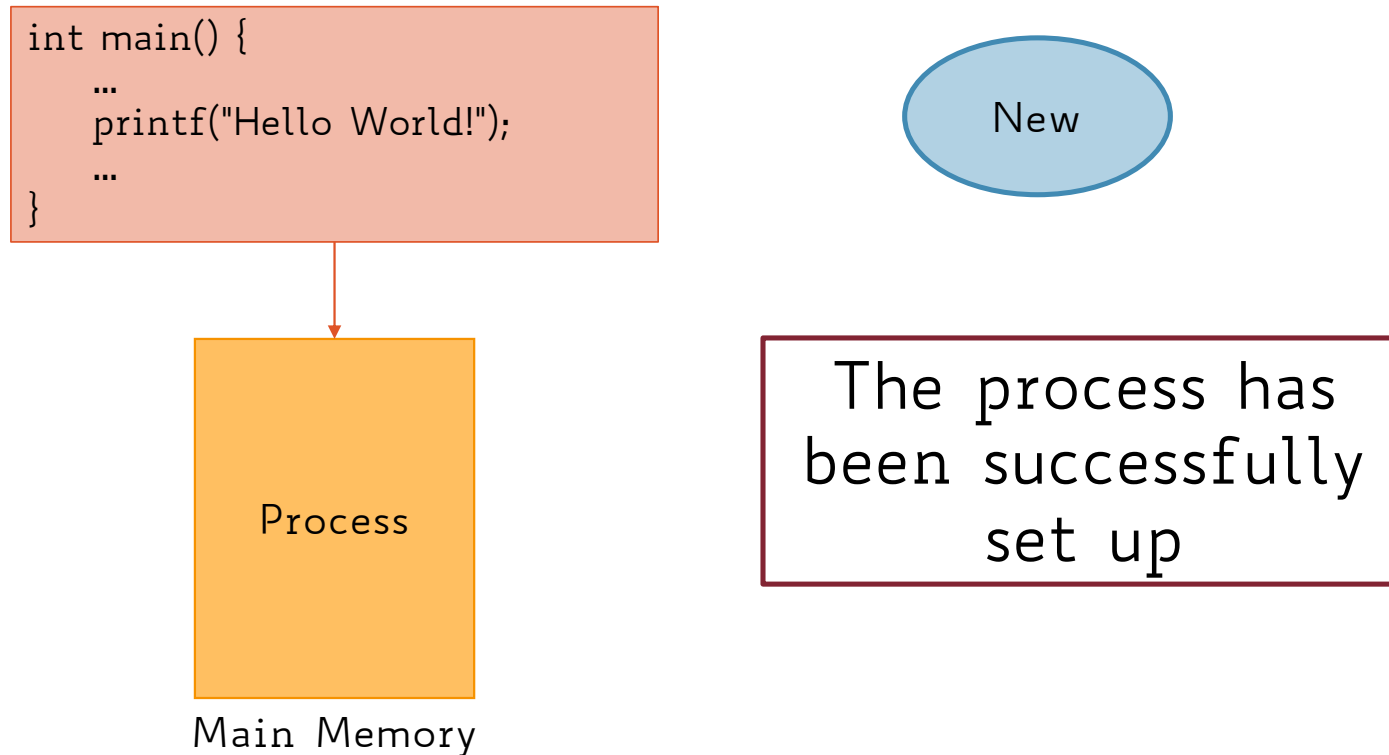 int main() {
…
printf("Hello World!");
…
}
New
Process
Main Memory
The process has
been successfully
set up